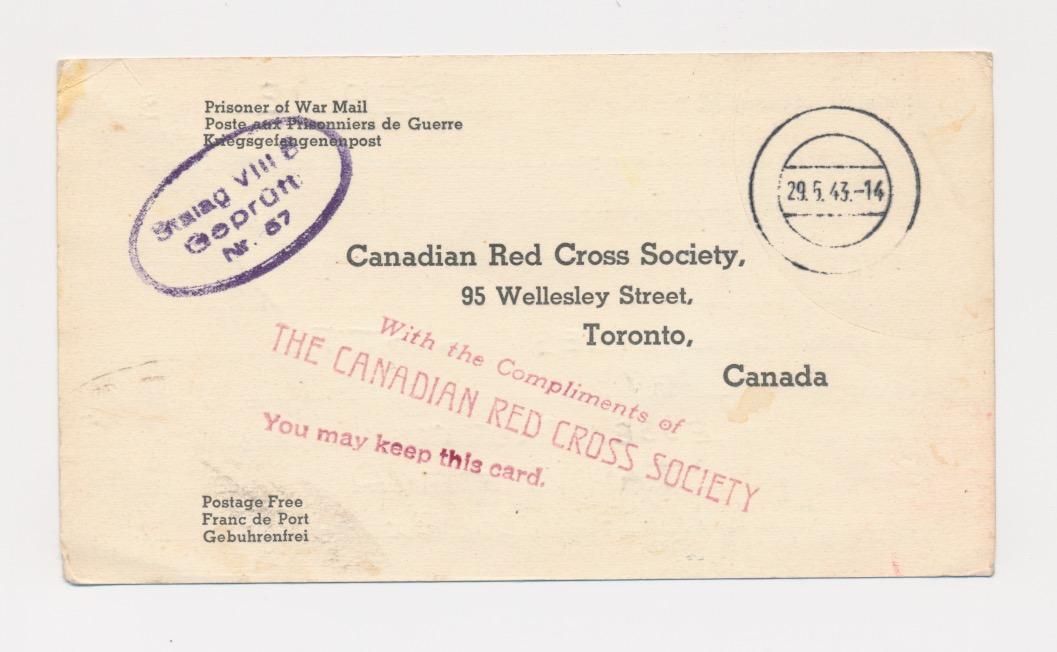 Prisoner of War Mail
Poste aux Prisonniers de Guerre
Kriegsgefangenenpost
Stalag VIII B
Geprüft
Nr. 67
29.5.43.-14
Canadian Red Cross Society,
95 Wellesley Street,
Toronto,
Canada
With the Compliments of
THE CANADIAN RED CROSS SOCIETY
You may keep this card.
Postage Free
Franc de Port
Gebuhrenfrei